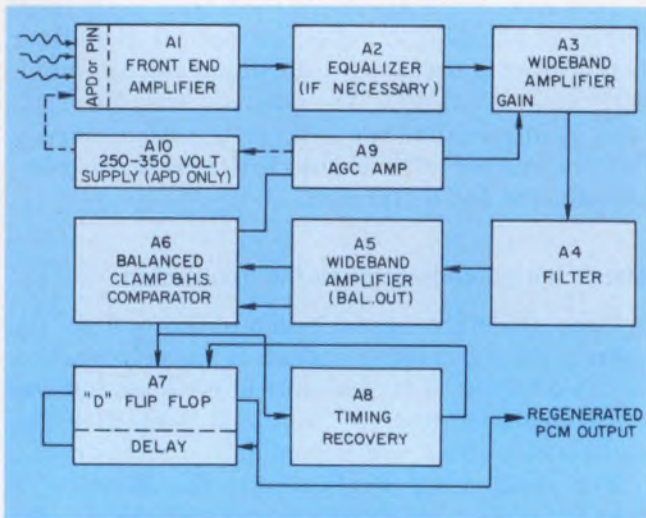 APD or PIN
A1
FRONT END
AMPLIFIER
A2
EQUALIZER
(IF NECESSARY)
A3
WIDEBAND
AMPLIFIER
GAIN
A10
250-350 VOLT
SUPPLY (APD ONLY)
A9
AGC AMP
A6
BALANCED
CLAMP & H.S.
COMPARATOR
A5
WIDEBAND
AMPLIFIER
(BAL. OUT)
A4
FILTER
A7
"D" FLIP FLOP
DELAY
A8
TIMING
RECOVERY
REGENERATED
PCM OUTPUT